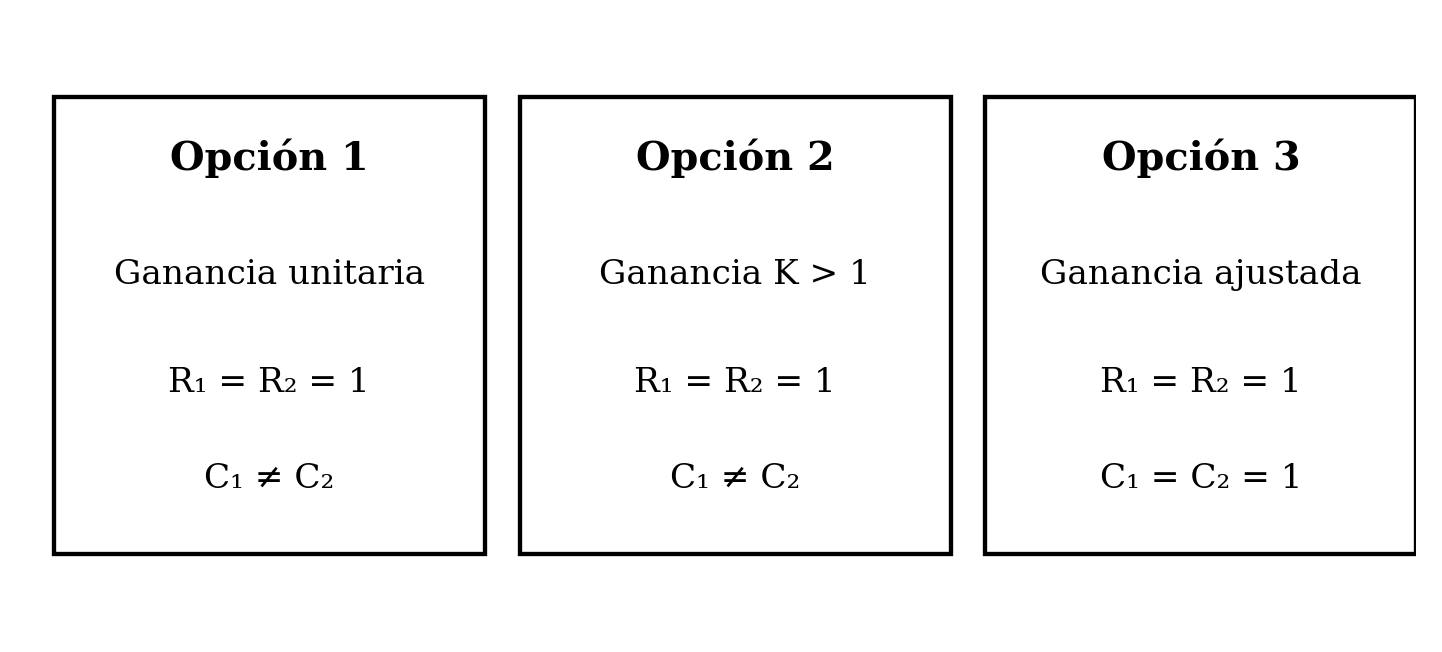 Opción 1
Ganancia unitaria
R₁ = R₂ = 1
C₁ ≠ C₂
Opción 2
Ganancia K > 1
R₁ = R₂ = 1
C₁ ≠ C₂
Opción 3
Ganancia ajustada
R₁ = R₂ = 1
C₁ = C₂ = 1